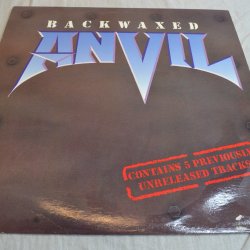 BACKWAXED
ANVIL
CONTAINS 5 PREVIOUSLY
UNRELEASED TRACKS